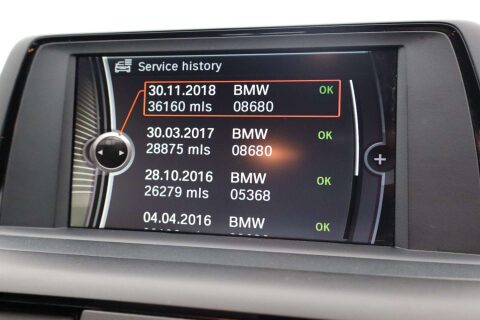 Service history
30.11.2018 BMW OK
36160 mls 08680
30.03.2017 BMW OK
28875 mls 08680
28.10.2016 BMW OK
26279 mls 05368
04.04.2016 BMW OK
+